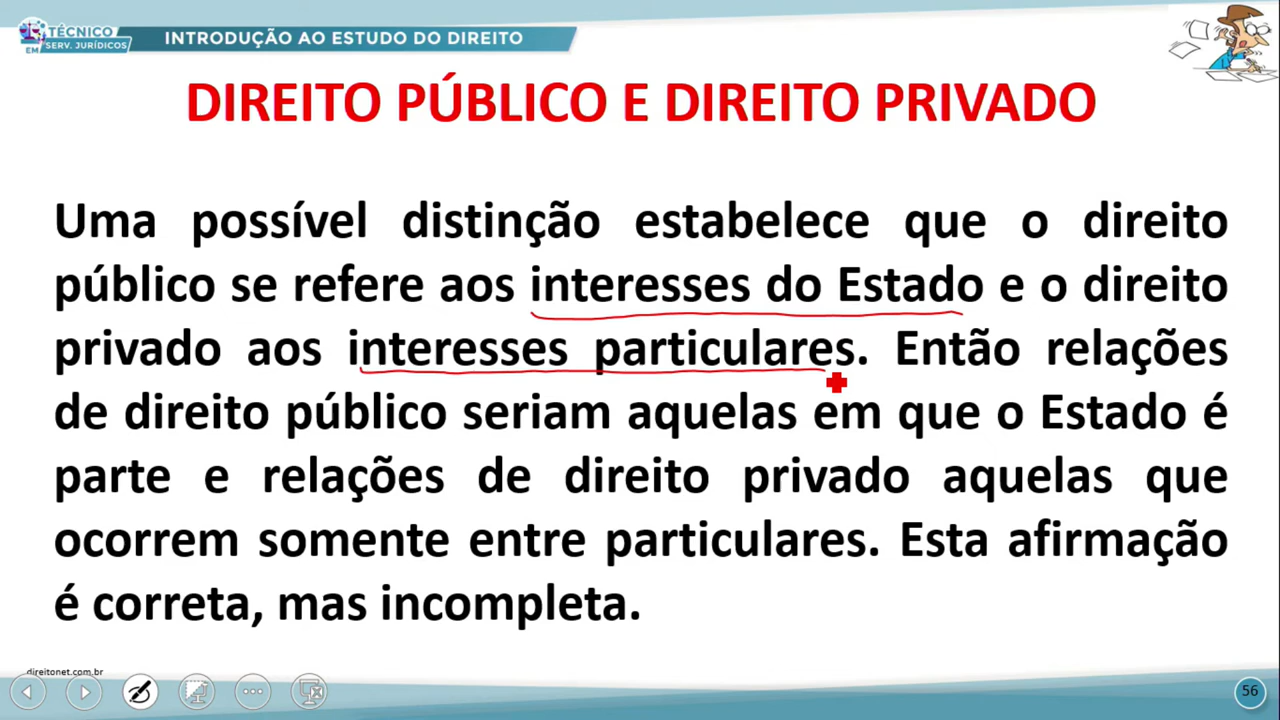 TÉCNICO
EM SERV. JURÍDICOS
INTRODUÇÃO AO ESTUDO DO DIREITO
DIREITO PÚBLICO E DIREITO PRIVADO
Uma possível distinção estabelece que o direito
público se refere aos interesses do Estado e o direito
privado aos interesses particulares. Então relações
de direito público seriam aquelas em que o Estado é
parte e relações de direito privado aquelas que
ocorrem somente entre particulares. Esta afirmação
é correta, mas incompleta.
direitonet.com.br
56